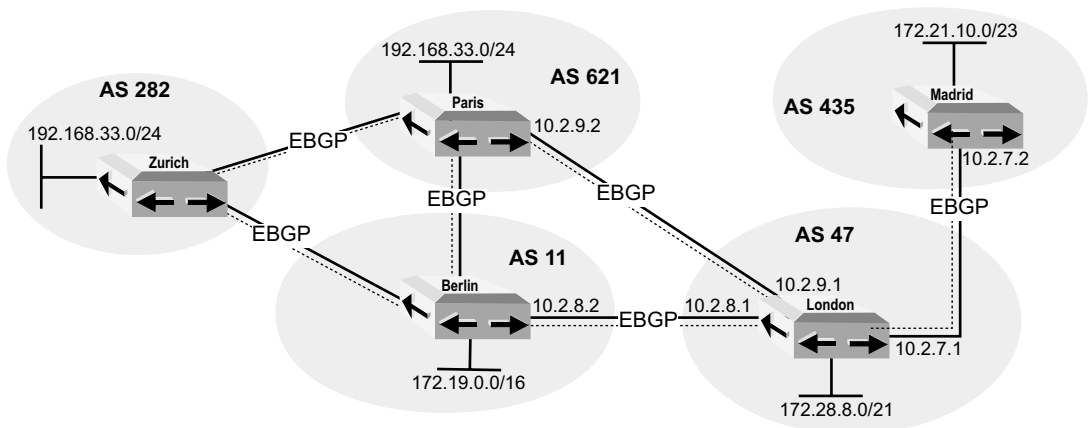 172.21.10.0/23
192.168.33.0/24
AS 621
AS 282
Paris
Madrid
AS 435
192.168.33.0/24
EBGP
10.2.9.2
Zurich
10.2.7.2
EBGP
EBGP
EBGP
EBGP
AS 47
AS 11
Berlin
10.2.9.1
10.2.8.2
10.2.8.1
London
EBGP
10.2.7.1
172.19.0.0/16
172.28.8.0/21